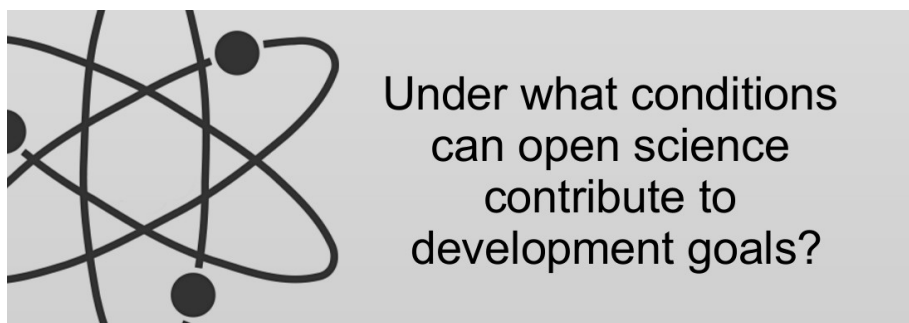 Under what conditions
can open science
contribute to
development goals?